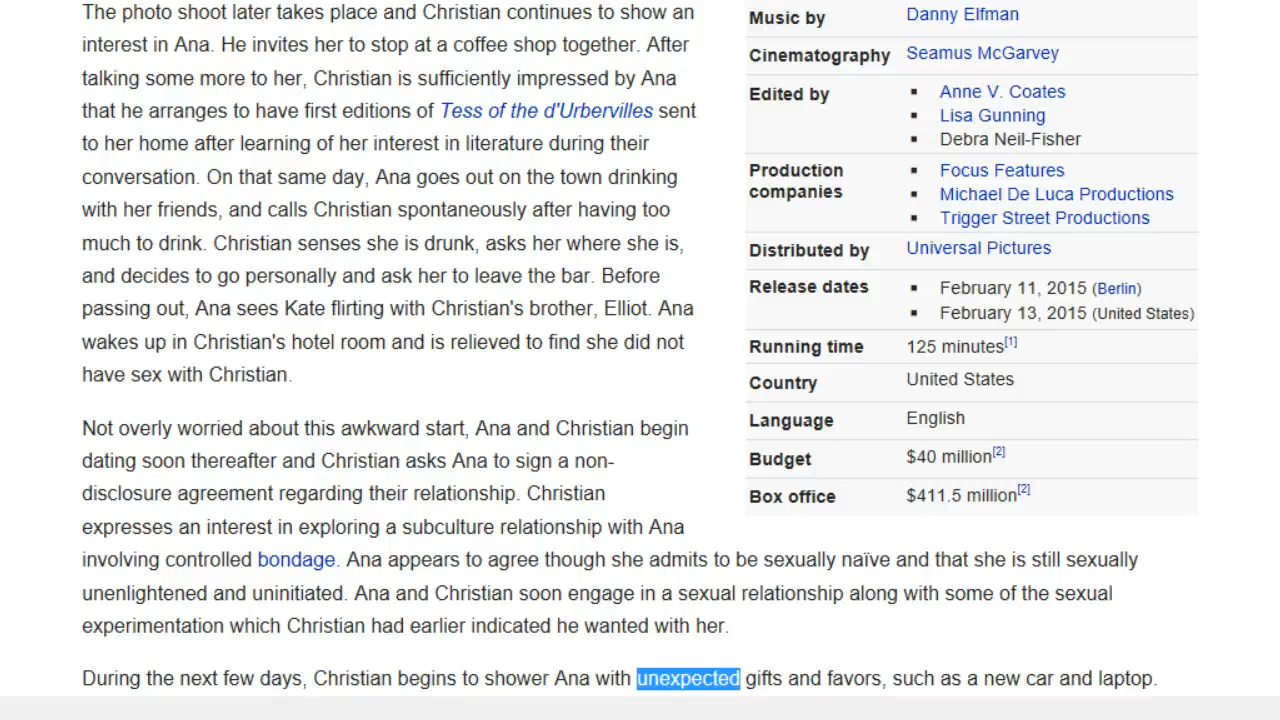 The photo shoot later takes place and Christian continues to show an
interest in Ana. He invites her to stop at a coffee shop together. After
talking some more to her, Christian is sufficiently impressed by Ana
that he arranges to have first editions of Tess of the d'Urbervilles sent
to her home after learning of her interest in literature during their
conversation. On that same day, Ana goes out on the town drinking
with her friends, and calls Christian spontaneously after having too
much to drink. Christian senses she is drunk, asks her where she is,
and decides to go personally and ask her to leave the bar. Before
passing out, Ana sees Kate flirting with Christian's brother, Elliot. Ana
wakes up in Christian's hotel room and is relieved to find she did not
have sex with Christian.
Not overly worried about this awkward start, Ana and Christian begin
dating soon thereafter and Christian asks Ana to sign a non-
disclosure agreement regarding their relationship. Christian
expresses an interest in exploring a subculture relationship with Ana
involving controlled bondage. Ana appears to agree though she admits to be sexually naïve and that she is still sexually
unenlightened and uninitiated. Ana and Christian soon engage in a sexual relationship along with some of the sexual
experimentation which Christian had earlier indicated he wanted with her.
During the next few days, Christian begins to shower Ana with unexpected gifts and favors, such as a new car and laptop.
Music by Danny Elfman
Cinematography Seamus McGarvey
Edited by ▪ Anne V. Coates
▪ Lisa Gunning
▪ Debra Neil-Fisher
Production ▪ Focus Features
companies ▪ Michael De Luca Productions
▪ Trigger Street Productions
Distributed by Universal Pictures
Release dates ▪ February 11, 2015 (Berlin)
▪ February 13, 2015 (United States)
Running time 125 minutes[1]
Country United States
Language English
Budget $40 million[2]
Box office $411.5 million[2]